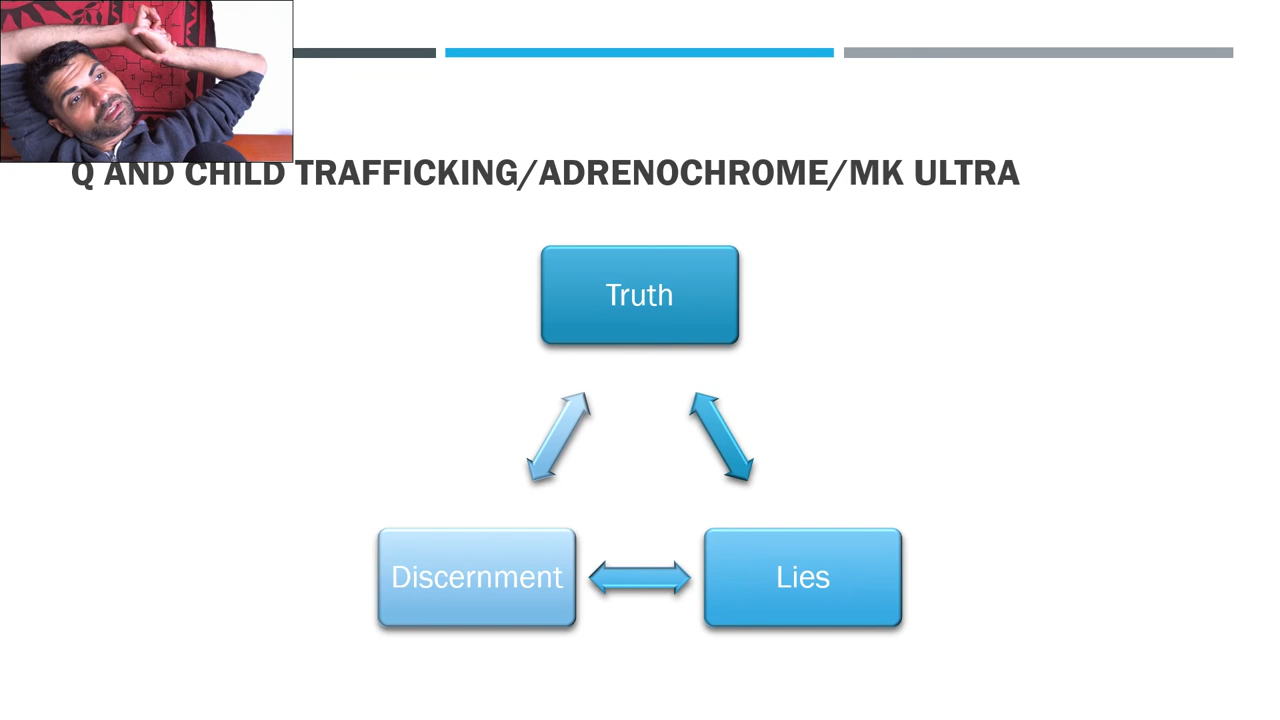 Q AND CHILD TRAFFICKING/ADRENOCHROME/MK ULTRA
Truth
Discernment
Lies